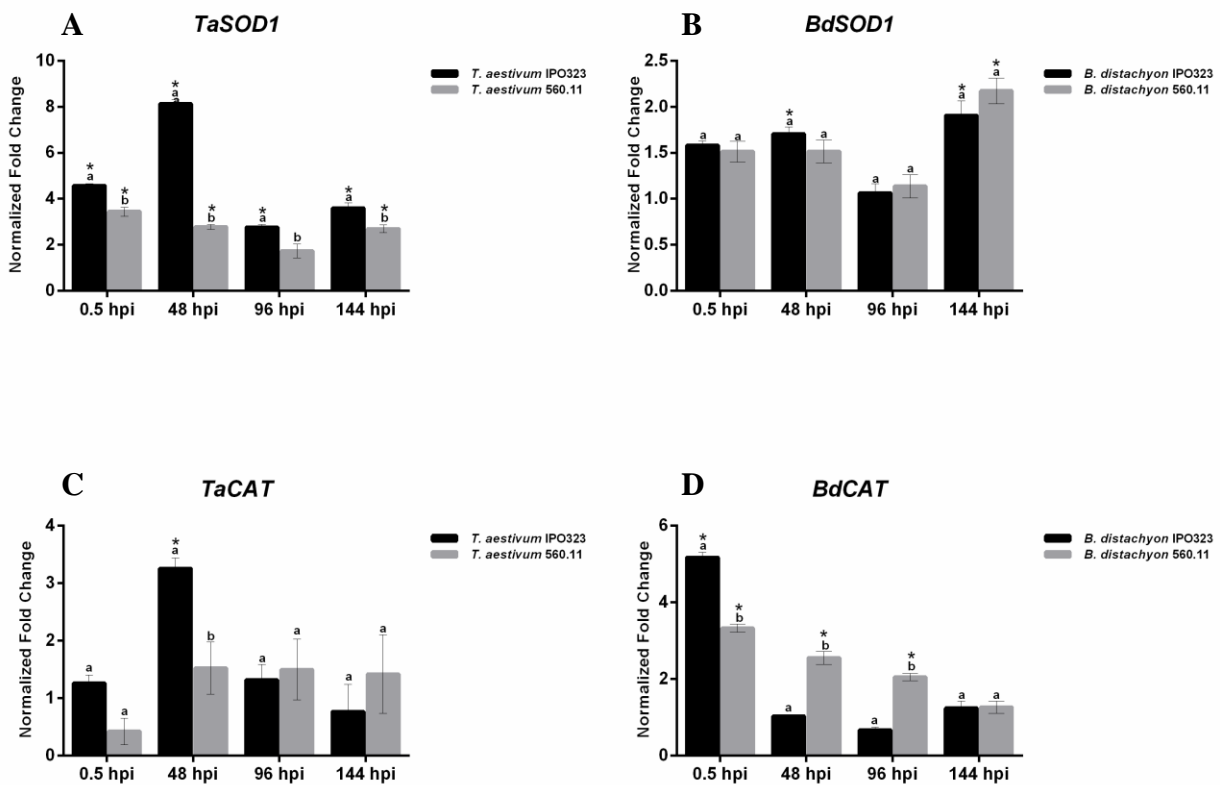 A
TaSOD1
Normalized Fold Change
10
8
6
4
2
0
*
a
*
b
*
a
a
*
b
*
a
b
*
a
*
b
0.5 hpi 48 hpi 96 hpi 144 hpi
T. aestivum IPO323
T. aestivum 560.11
B
BdSOD1
Normalized Fold Change
2.5
2.0
1.5
1.0
0.5
0.0
a
a
*
a
a
a
a
*
a
*
a
0.5 hpi 48 hpi 96 hpi 144 hpi
B. distachyon IPO323
B. distachyon 560.11
C
TaCAT
Normalized Fold Change
4
3
2
1
0
a
a
*
a
b
a
a
a
a
0.5 hpi 48 hpi 96 hpi 144 hpi
T. aestivum IPO323
T. aestivum 560.11
D
BdCAT
Normalized Fold Change
6
4
2
0
*
a
*
b
a
*
b
a
*
b
a
a
0.5 hpi 48 hpi 96 hpi 144 hpi
B. distachyon IPO323
B. distachyon 560.11